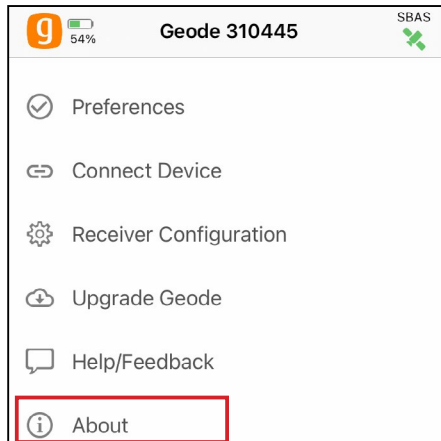 g
54%
Geode 310445
SBAS
Preferences
Connect Device
Receiver Configuration
Upgrade Geode
Help/Feedback
About